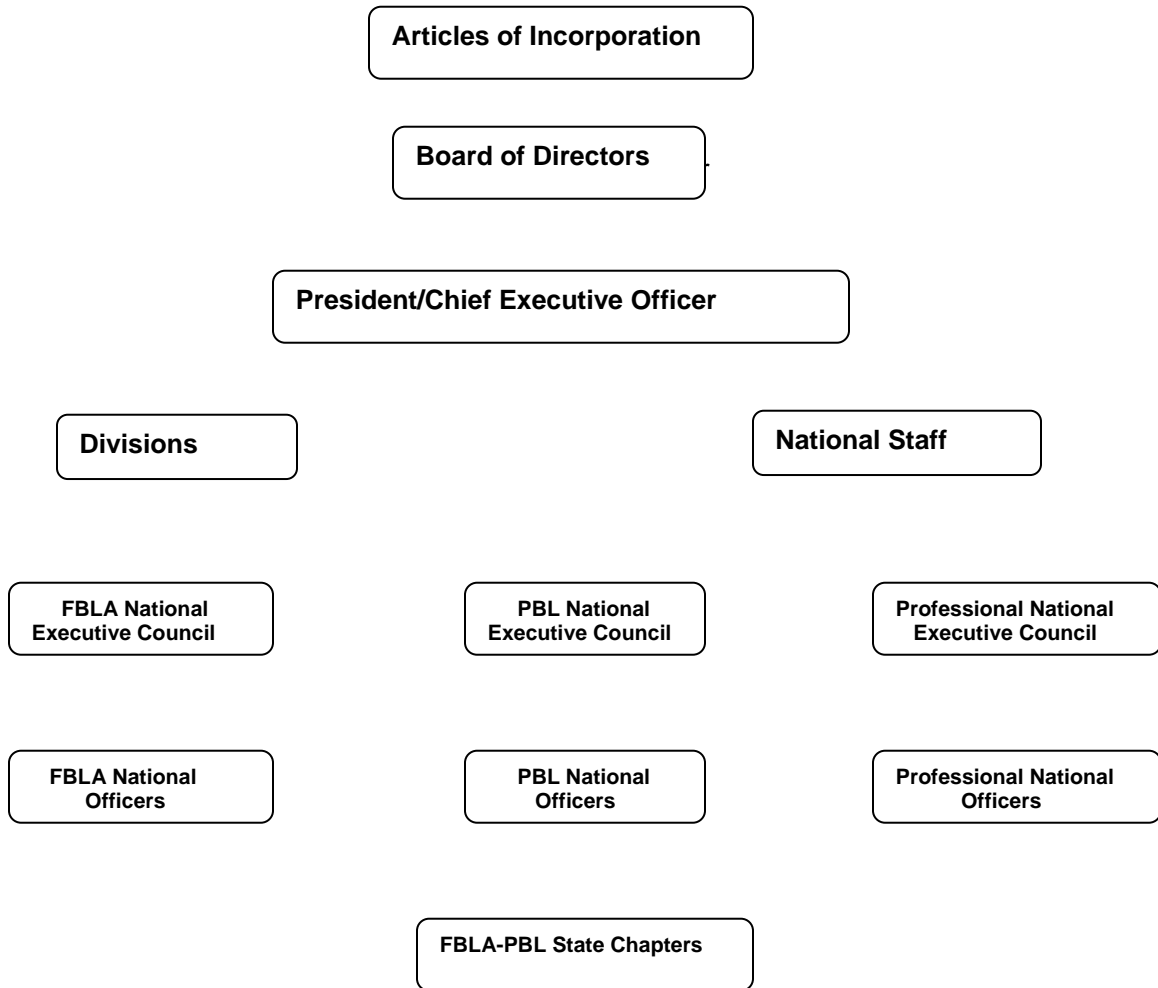 Articles of Incorporation
Board of Directors
President/Chief Executive Officer
Divisions
National Staff
FBLA National
Executive Council
PBL National
Executive Council
Professional National
Executive Council
FBLA National
Officers
PBL National
Officers
Professional National
Officers
FBLA-PBL State Chapters